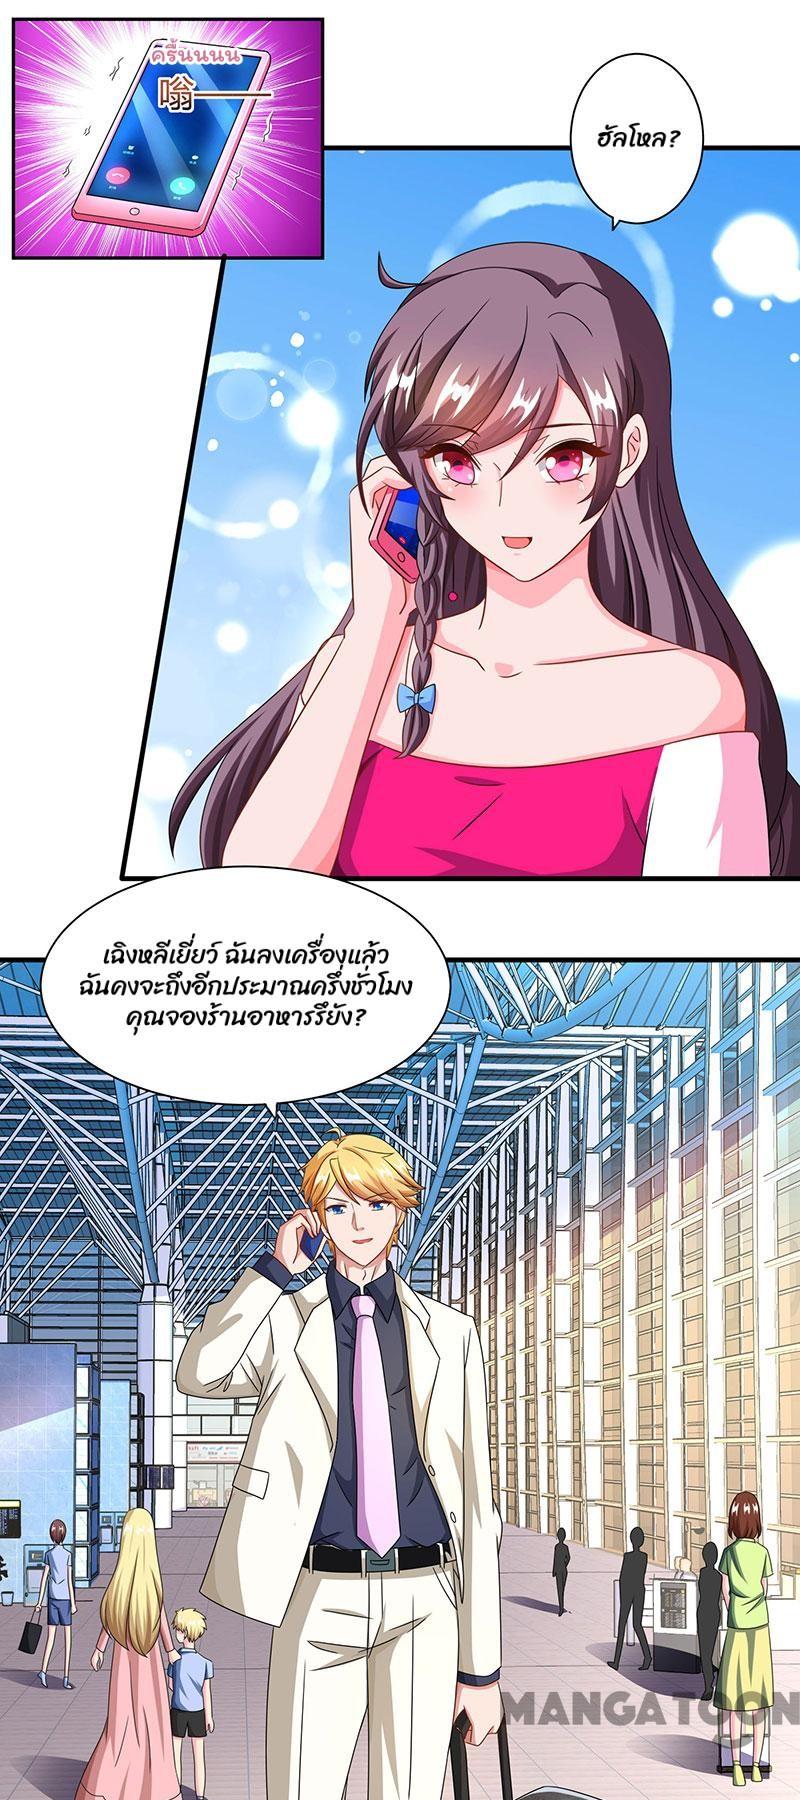 ครื้นนนน
嗡——
ฮัลโหล?
เฉิงหลีเยี่ยว์ ฉันลงเครื่องแล้ว
ฉันคงจะถึงอีกประมาณครึ่งชั่วโมง
คุณจองร้านอาหารรึยัง?
MANGATOON